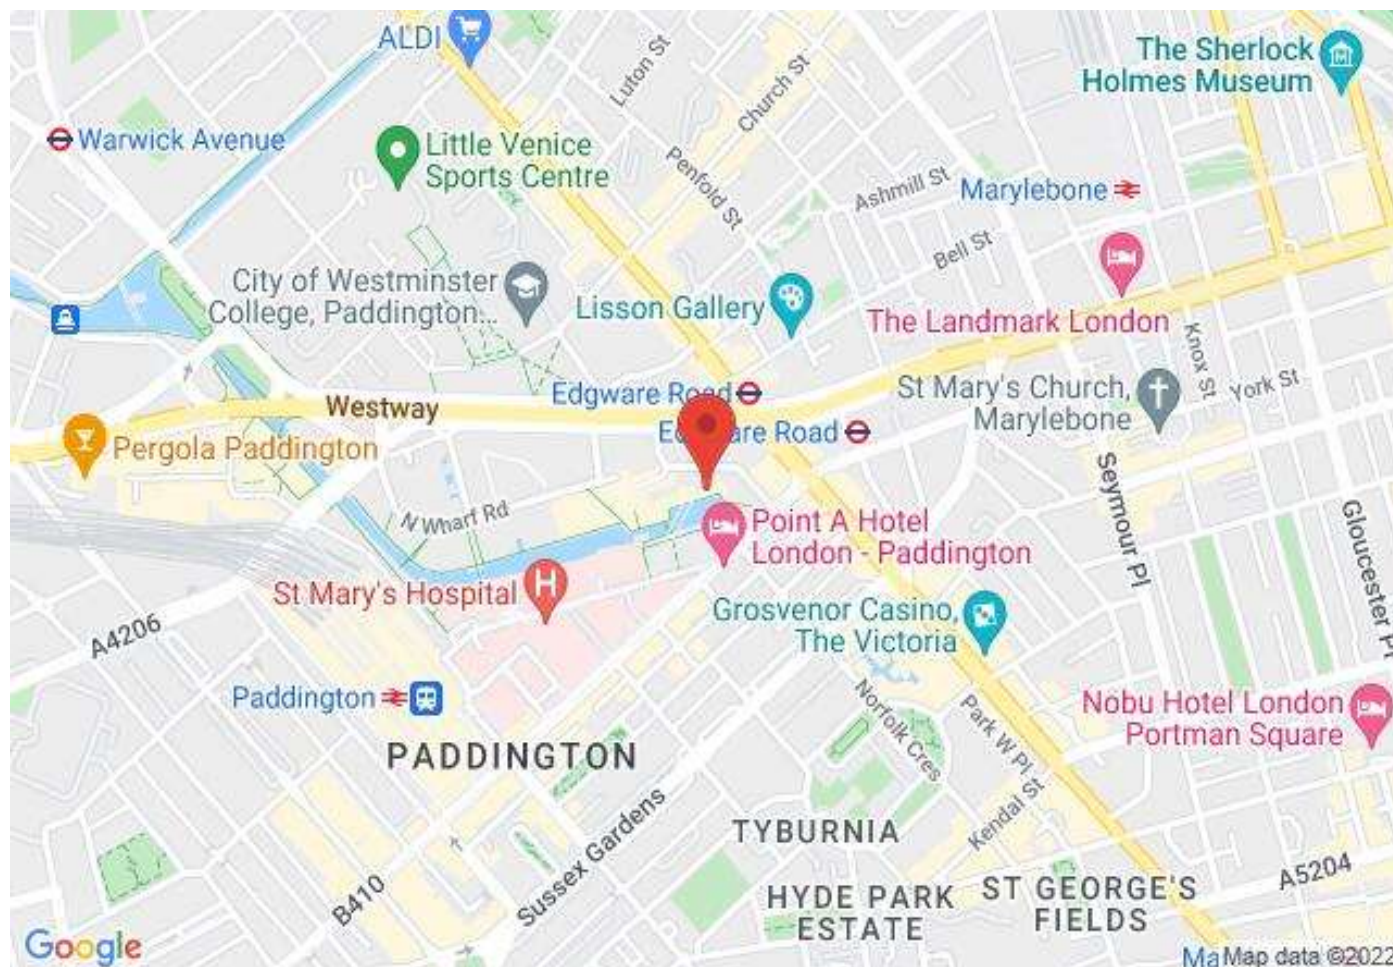 ALDI
Luton St
Church St
The Sherlock
Holmes Museum
Warwick Avenue
Little Venice
Sports Centre
Penfold St
Ashmill St
Marylebone
Bell St
City of Westminster
College, Paddington...
Lisson Gallery
The Landmark London
Knox St
York St
Edgware Road
St Mary's Church,
Marylebone
Westway
Edgware Road
Pergola Paddington
Seymour Pl
Gloucester Pl
N Wharf Rd
Point A Hotel
London - Paddington
St Mary's Hospital
Grosvenor Casino,
The Victoria
A4206
Paddington
Norfolk Cres
Park W Pl
Nobu Hotel London
Portman Square
PADDINGTON
Kendal St
Sussex Gardens
TYBURNIA
B410
HYDE PARK
ESTATE
ST GEORGE'S
FIELDS
A5204
Google
Map data ©2022